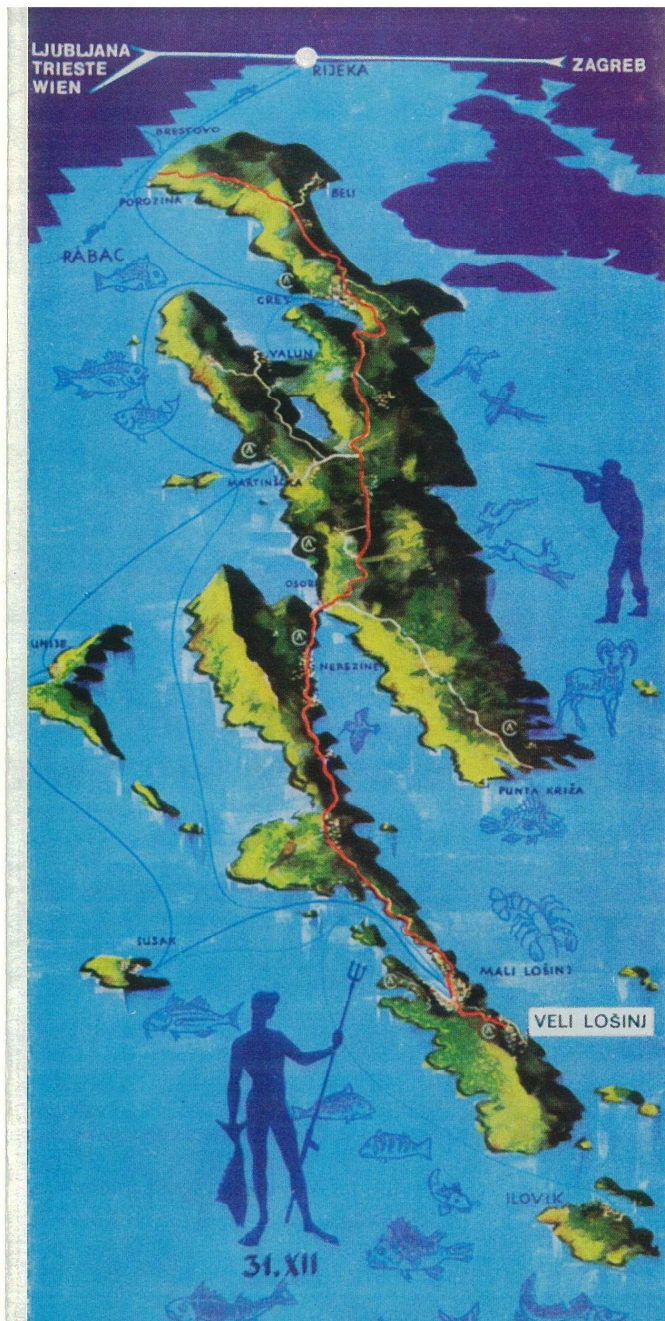 LJUBLJANA
TRIESTE
WIEN
RIJEKA
ZAGREB
BRESTOVO
BELI
POROZINA
RABAC
CRES
VALUN
MARTINŠĆICA
OSOR
UNIJE
NEREZINE
PUNTA KRIŽA
SUSAK
MALI LOŠINJ
VELI LOŠINJ
ILOVIK
31.XII